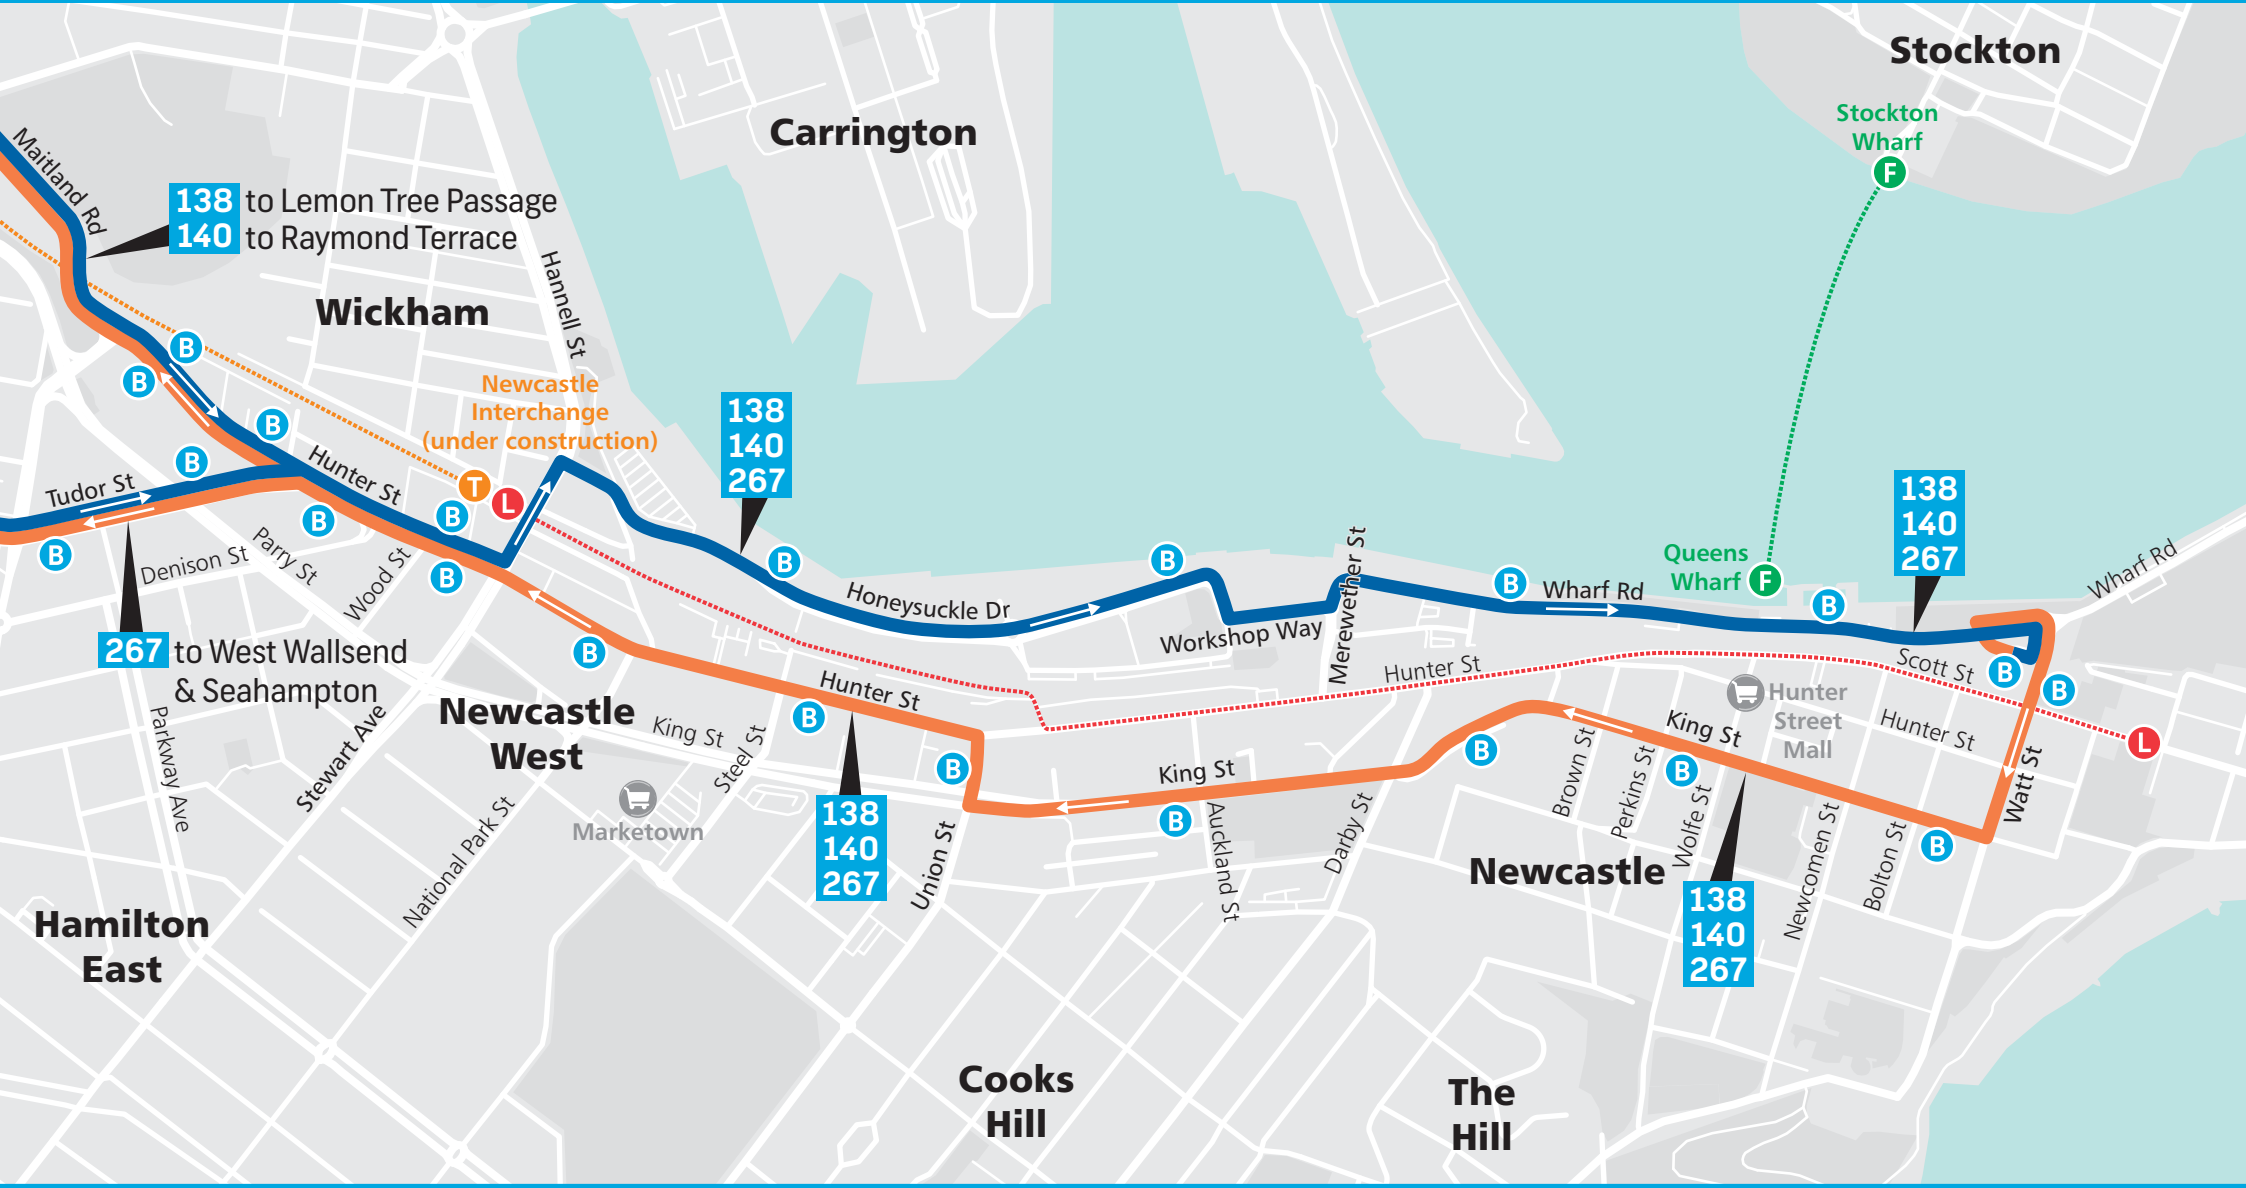 Stockton
Stockton
Wharf
F
Carrington
Maitland Rd
138 to Lemon Tree Passage
140 to Raymond Terrace
Hannell St
Wickham
B
B
Newcastle
Interchange
(under construction)
138
140
267
B
B
Tudor St
Hunter St
T
L
B
B
B
B
Denison St
Parry St
Wood St
B
267 to West Wallsend
& Seahampton
B
Honeysuckle Dr
B
Workshop Way
Merewether St
B
Wharf Rd
Queens
Wharf
F
B
138
140
267
Wharf Rd
B
Hunter St
Scott St
B
B
Hunter
Street
Mall
Hunter St
L
Newcastle
West
Hunter St
B
King St
Steel St
Parkway Ave
Stewart Ave
National Park St
Marketown
138
140
267
B
Union St
King St
B
Auckland St
Darby St
B
King St
B
Brown St
Perkins St
Wolfe St
Newcomen St
Bolton St
B
Watt St
Newcastle
138
140
267
Hamilton
East
Cooks
Hill
The
Hill